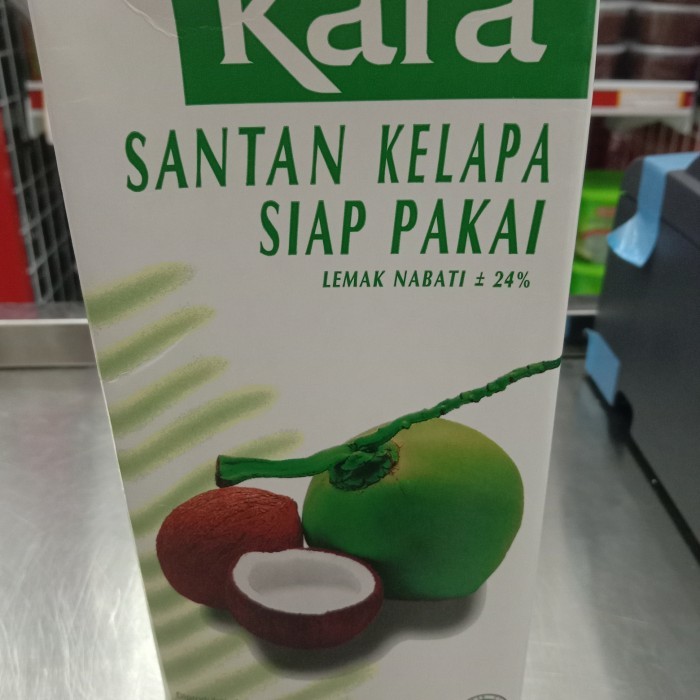 Kara
SANTAN KELAPA
SIAP PAKAI
LEMAK NABATI ± 24%